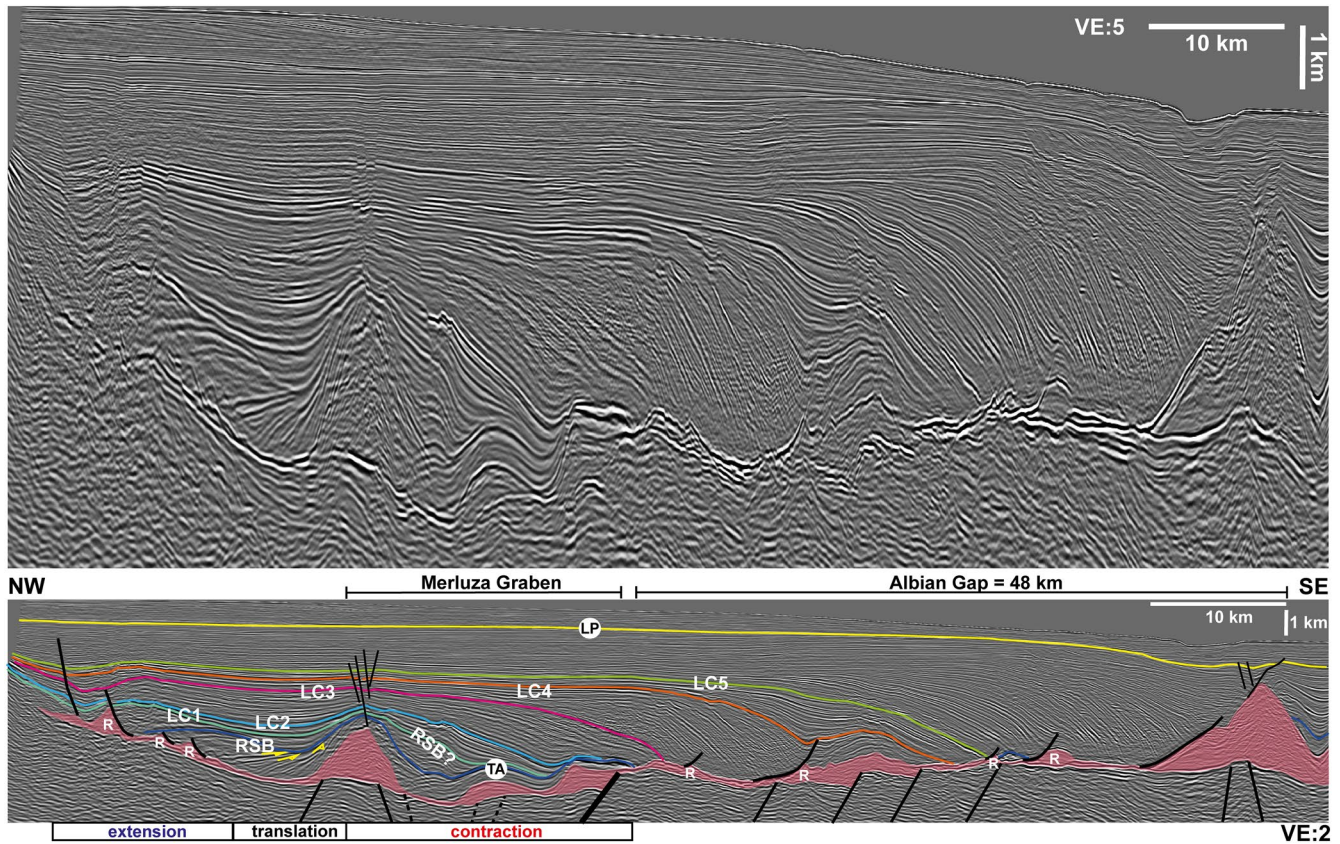 VE:5
10 km
1 km
NW
Merluza Graben
Albian Gap = 48 km
SE
10 km
1 km
LP
LC5
LC3
LC4
LC1
LC2
R
RSB
RSB?
R
R
TA
R
R
R
R
extension
translation
contraction
VE:2